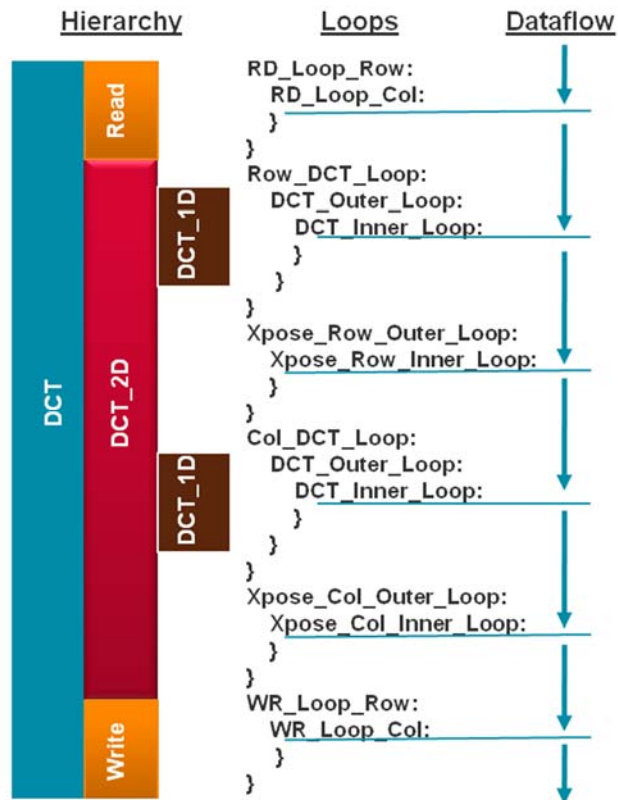 Hierarchy
Loops
Dataflow
DCT
Read
DCT_2D
DCT_1D
DCT_1D
Write
RD_Loop_Row:
RD_Loop_Col:
}
}
Row_DCT_Loop:
DCT_Outer_Loop:
DCT_Inner_Loop:
}
}
}
Xpose_Row_Outer_Loop:
Xpose_Row_Inner_Loop:
}
}
Col_DCT_Loop:
DCT_Outer_Loop:
DCT_Inner_Loop:
}
}
}
Xpose_Col_Outer_Loop:
Xpose_Col_Inner_Loop:
}
}
WR_Loop_Row:
WR_Loop_Col:
}
}